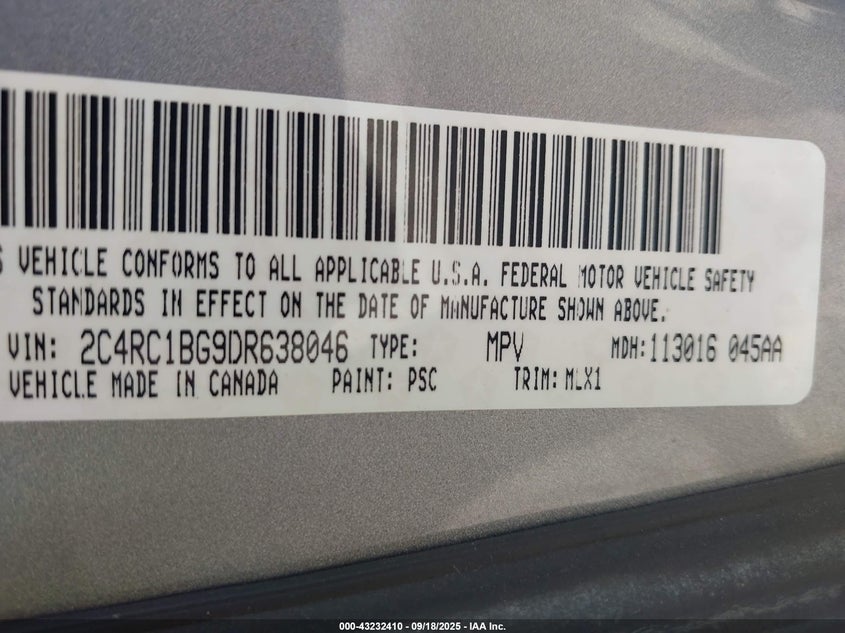 VEHICLE CONFORMS TO ALL APPLICABLE U.S.A. FEDERAL MOTOR VEHICLE SAFETY
STANDARDS IN EFFECT ON THE DATE OF MANUFACTURE SHOWN ABOVE.
VIN: 2C4RC1BG9DR638046 TYPE: MPV MDH:113016 045AA
VEHICLE MADE IN CANADA PAINT: PSC TRIM: MLX1
000-43232410 - 09/18/2025 - IAA Inc.